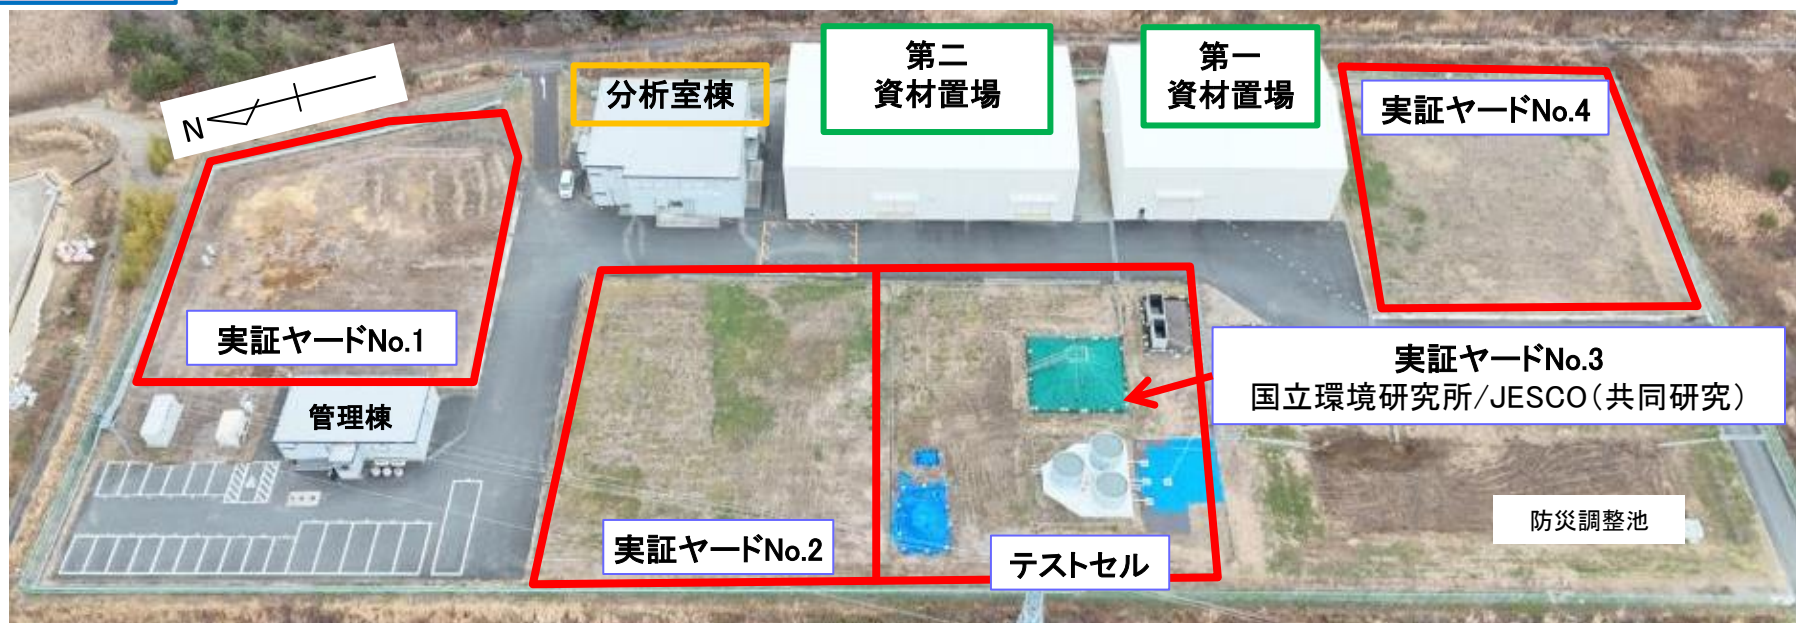 N
分析室棟
第二
資材置場
第一
資材置場
実証ヤードNo.4
実証ヤードNo.1
管理棟
実証ヤードNo.3
国立環境研究所/JESCO(共同研究)
防災調整池
実証ヤードNo.2
テストセル